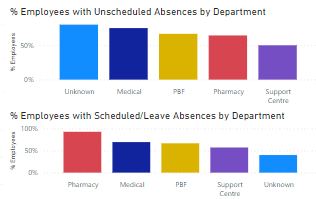 % Employees with Unscheduled Absences by Department
% Employees
50%
0%
Unknown Medical PBF Pharmacy Support
Centre
% Employees with Scheduled/Leave Absences by Department
% Employees
100%
50%
0%
Pharmacy Medical PBF Support Unknown
Centre